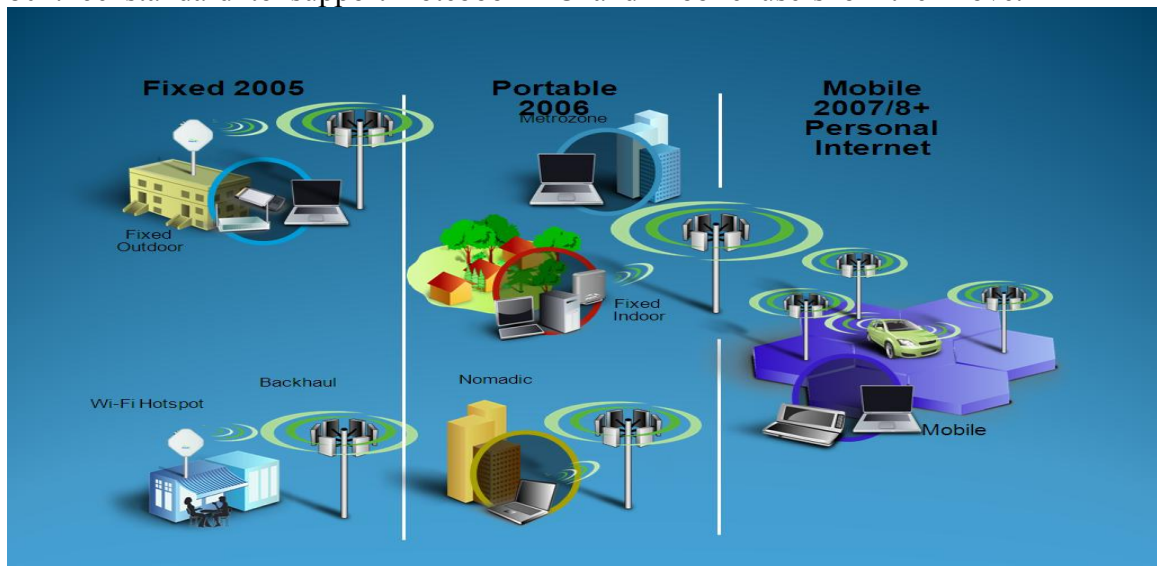 Fixed 2005
Portable
2006
Metrozone
Mobile
2007/8+
Personal
Internet
Fixed
Outdoor
Fixed
Indoor
Backhaul
Wi-Fi Hotspot
Nomadic
Mobile